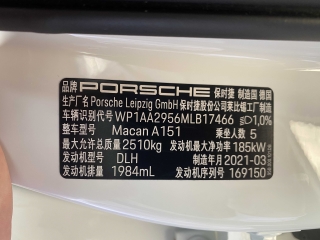 品牌 PORSCHE 保时捷 制造国 德国
生产厂名 Porsche Leipzig GmbH 保时捷股份公司莱比锡工厂制造
车辆识别代号 WP1AA2956MLB17466 1,0%
整车型号 Macan A151 乘坐人数 5
最大允许总质量 2510kg 发动机最大净功率 185kW
发动机型号 DLH 制造年月 2021-03
发动机排量 1984mL 发动机号 169150